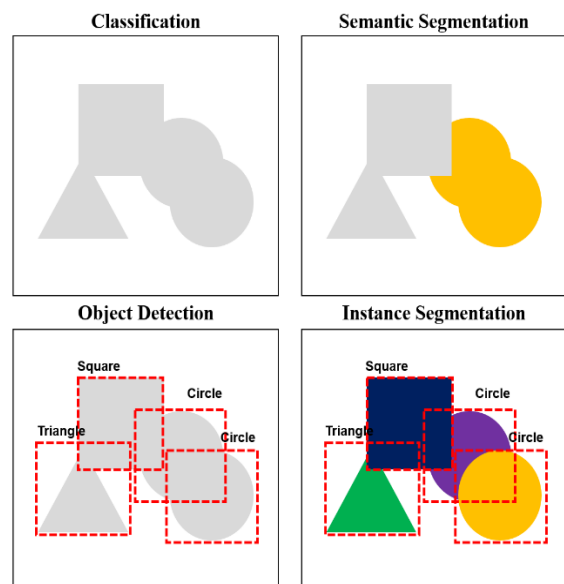 Classification
Semantic Segmentation
Object Detection
Instance Segmentation
Square
Circle
Triangle
Circle
Square
Circle
Triangle
Circle